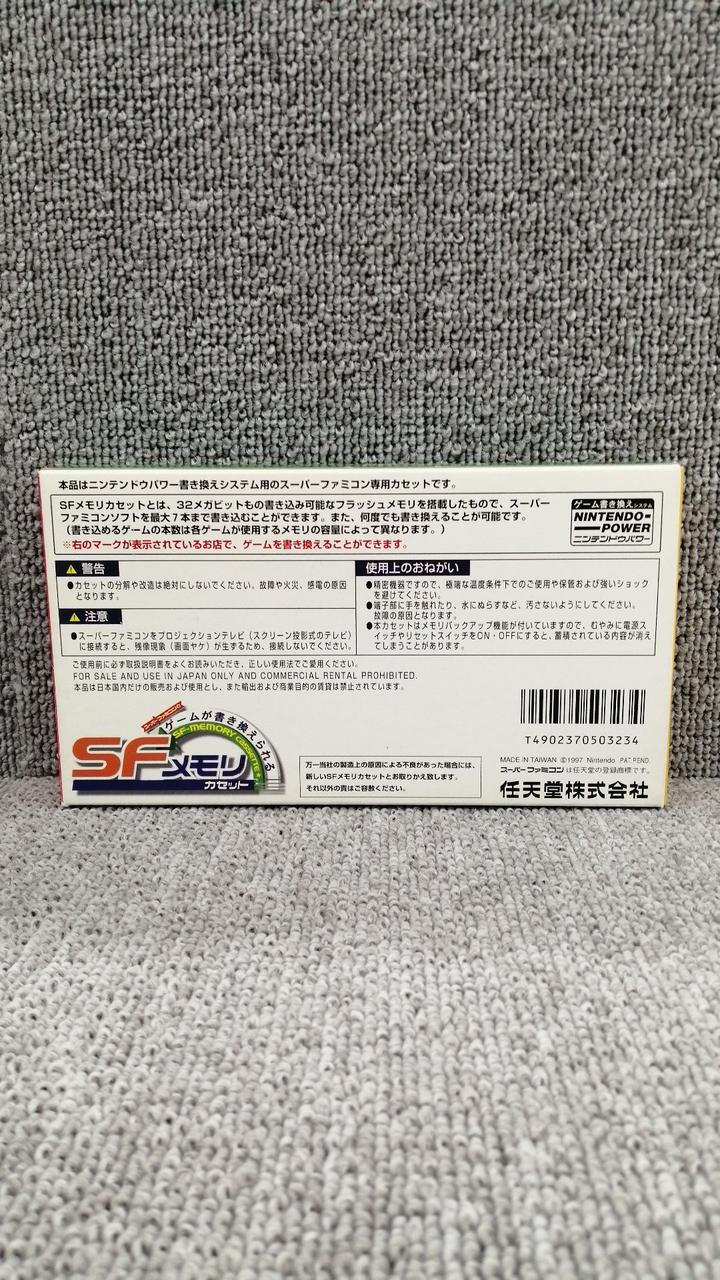 本品はニンテンドウパワー書き換えシステム用のスーパーファミコン専用カセットです。
SFメモリカセットとは、32メガビットもの書き込み可能なフラッシュメモリを搭載したもので、スーパー
ファミコンソフトを最大7本まで書き込むことができます。また、何度でも書き換えることが可能です。
(書き込めるゲームの本数は各ゲームが使用するメモリの容量によって異なります。)
※右のマークが表示されているお店で、ゲームを書き換えることができます。
ゲーム書き換えシステム
NINTENDO-
POWER
ニンテンドウパワー
警告
●カセットの分解や改造は絶対にしないでください。故障や火災、感電の原因
となります。
注意
●スーパーファミコンをプロジェクションテレビ(スクリーン投影式のテレビ)
に接続すると、残像現象(画面ヤケ)が生ずるため、接続しないでください。
使用上のおねがい
●精密機器ですので、極端な温度条件下でのご使用や保管および強いショック
を避けてください。
●端子部に手を触れたり、水にぬらすなど、汚さないようにしてください。
故障の原因となります。
●本カセットはメモリバックアップ機能が付いていますので、むやみに電源ス
イッチやリセットスイッチをON・OFFにすると、蓄積されている内容が消え
てしまうことがあります。
ご使用前に必ず取扱説明書をよくお読みいただき、正しい使用法でご愛用ください。
FOR SALE AND USE IN JAPAN ONLY AND COMMERCIAL RENTAL PROHIBITED.
本品は日本国内だけの販売および使用とし、また輸出および商業目的の賃貸は禁止されています。
スーパーファミコンの
ゲームが書き換えられる
SF-MEMORY CASSETTE
SFメモリ
カセット
万一当社の製造上の原因による不良があった場合には、
新しいSFメモリカセットとお取りかえ致します。
それ以外の責はご容赦ください。
T4902370503234
MADE IN TAIWAN ©1997 Nintendo PAT.PEND.
スーパーファミコンは任天堂の登録商標です。
任天堂株式会社